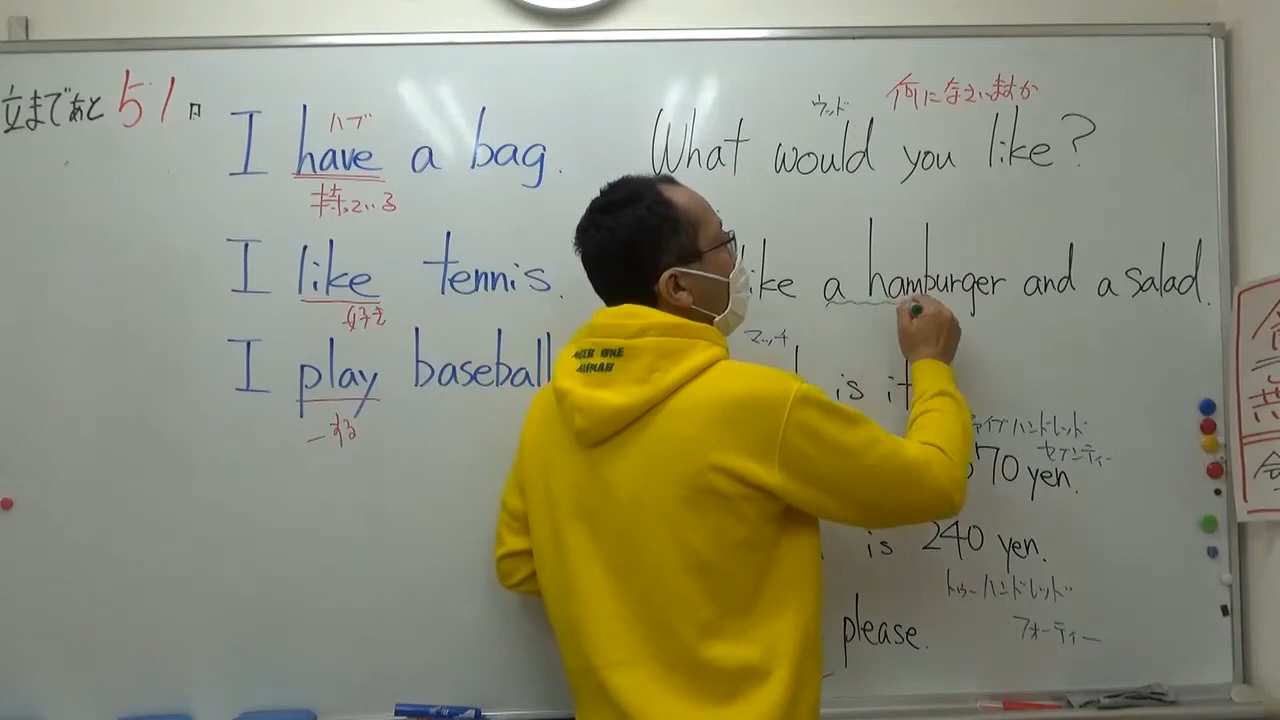 立まであと51日
I have a bag.
ハブ
持っている
I like tennis.
好き
I play baseball
〜する
何になさいますか
ウッド
What would you like?
like a hamburger and a salad.
マッチ
is it
ファイブハンドレッド
セブンティー
570 yen.
is 240 yen.
トゥーハンドレッド
フォーティー
please.